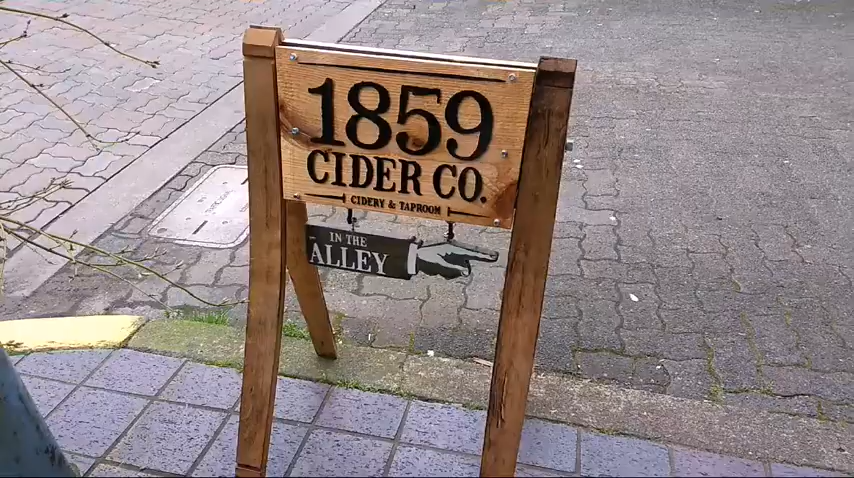 1859
CIDER CO.
CIDERY & TAPROOM
IN THE
ALLEY